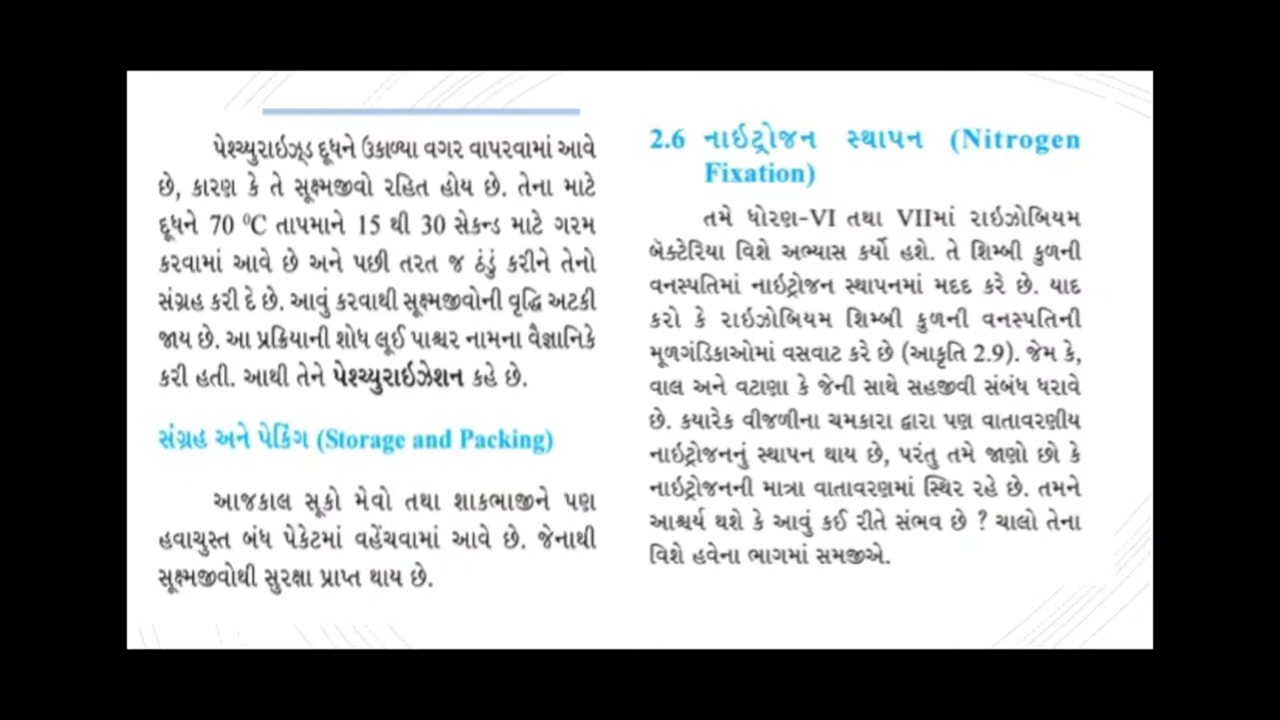 પેશ્ચ્યુરાઇઝ્ડ દૂધને ઉકાળ્યા વગર વાપરવામાં આવે
છે, કારણ કે તે સૂક્ષ્મજીવો રહિત હોય છે. તેના માટે
દૂધને 70 ⁰C તાપમાને 15 થી 30 સેકન્ડ માટે ગરમ
કરવામાં આવે છે અને પછી તરત જ ઠંડું કરીને તેનો
સંગ્રહ કરી દે છે. આવું કરવાથી સૂક્ષ્મજીવોની વૃદ્ધિ અટકી
જાય છે. આ પ્રક્રિયાની શોધ લૂઈ પાશ્ચર નામના વૈજ્ઞાનિકે
કરી હતી. આથી તેને પેશ્ચ્યુરાઇઝેશન કહે છે.
સંગ્રહ અને પેકિંગ (Storage and Packing)
આજકાલ સૂકો મેવો તથા શાકભાજીને પણ
હવાચુસ્ત બંધ પેકેટમાં વહેંચવામાં આવે છે. જેનાથી
સૂક્ષ્મજીવોથી સુરક્ષા પ્રાપ્ત થાય છે.
2.6 નાઇટ્રોજન સ્થાપન (Nitrogen
Fixation)
તમે ધોરણ-VI તથા VIIમાં રાઇઝોબિયમ
બૅક્ટેરિયા વિશે અભ્યાસ કર્યો હશે. તે શિમ્બી કુળની
વનસ્પતિમાં નાઇટ્રોજન સ્થાપનમાં મદદ કરે છે. યાદ
કરો કે રાઇઝોબિયમ શિમ્બી કુળની વનસ્પતિની
મૂળગંડિકાઓમાં વસવાટ કરે છે (આકૃતિ 2.9). જેમ કે,
વાલ અને વટાણા કે જેની સાથે સહજીવી સંબંધ ધરાવે
છે. ક્યારેક વીજળીના ચમકારા દ્વારા પણ વાતાવરણીય
નાઇટ્રોજનનું સ્થાપન થાય છે, પરંતુ તમે જાણો છો કે
નાઇટ્રોજનની માત્રા વાતાવરણમાં સ્થિર રહે છે. તમને
આશ્ચર્ય થશે કે આવું કઈ રીતે સંભવ છે ? ચાલો તેના
વિશે હવેના ભાગમાં સમજીએ.